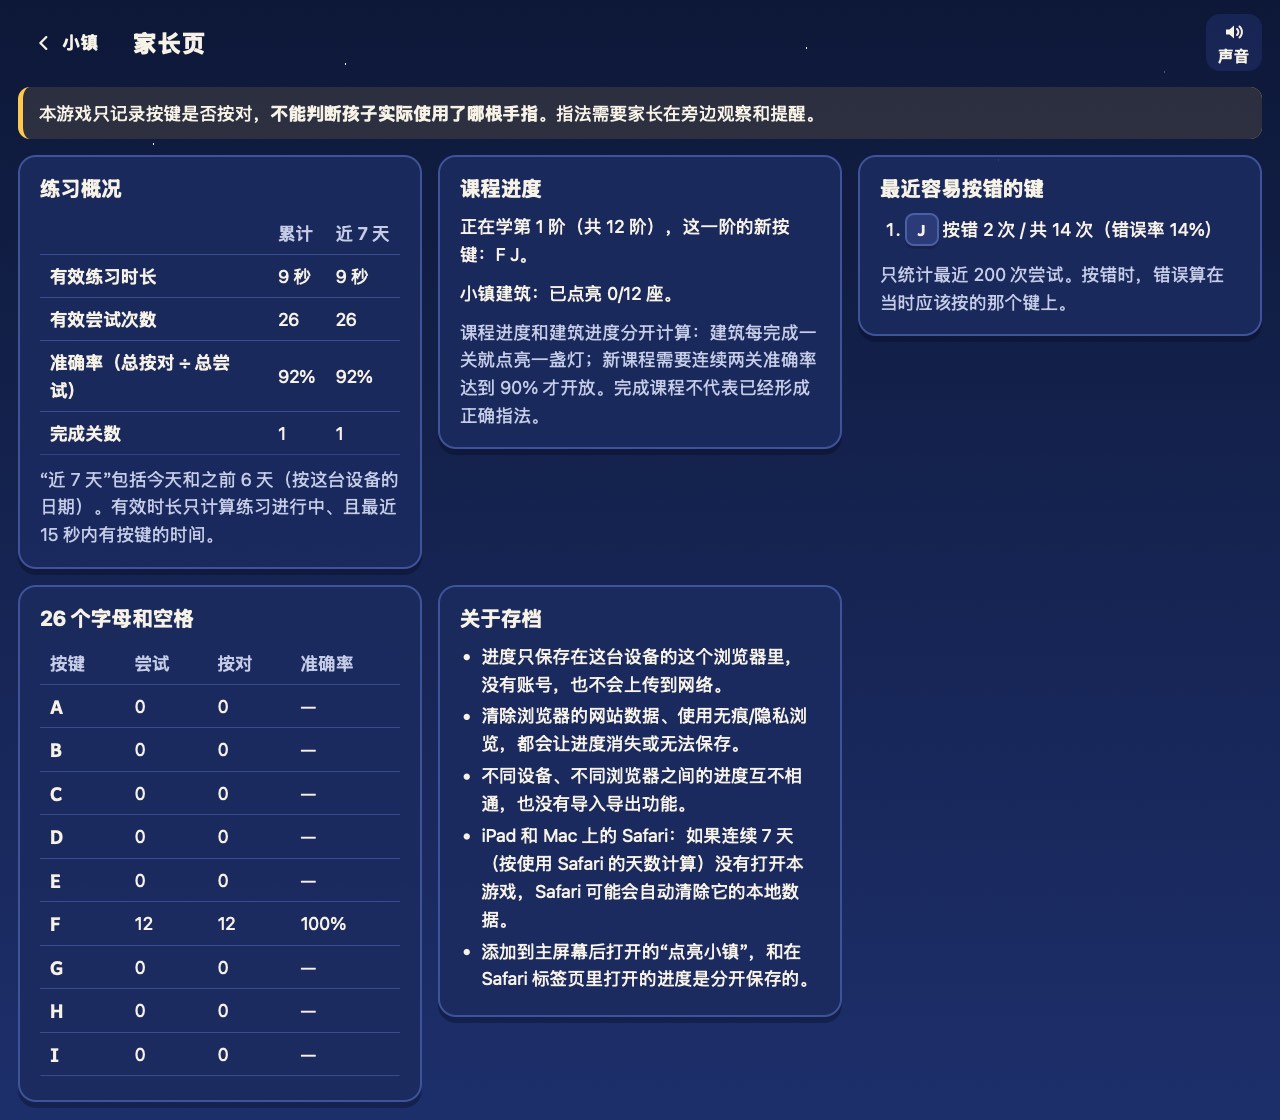 小镇
家长页
声音
本游戏只记录按键是否按对，不能判断孩子实际使用了哪根手指。指法需要家长在旁边观察和提醒。
练习概况
累计 近 7 天
有效练习时长 9 秒 9 秒
有效尝试次数 26 26
准确率（总按对 ÷ 总尝
试） 92% 92%
完成关数 1 1
“近 7 天”包括今天和之前 6 天（按这台设备的
日期）。有效时长只计算练习进行中、且最近
15 秒内有按键的时间。
课程进度
正在学第 1 阶（共 12 阶），这一阶的新按
键：F J。
小镇建筑：已点亮 0/12 座。
课程进度和建筑进度分开计算：建筑每完成一
关就点亮一盏灯；新课程需要连续两关准确率
达到 90% 才开放。完成课程不代表已经形成
正确指法。
最近容易按错的键
1. J 按错 2 次 / 共 14 次（错误率 14%）
只统计最近 200 次尝试。按错时，错误算在
当时应该按的那个键上。
26 个字母和空格
按键 尝试 按对 准确率
A 0 0 —
B 0 0 —
C 0 0 —
D 0 0 —
E 0 0 —
F 12 12 100%
G 0 0 —
H 0 0 —
I 0 0 —
关于存档
• 进度只保存在这台设备的这个浏览器里，
没有账号，也不会上传到网络。
• 清除浏览器的网站数据、使用无痕/隐私浏
览，都会让进度消失或无法保存。
• 不同设备、不同浏览器之间的进度互不相
通，也没有导入导出功能。
• iPad 和 Mac 上的 Safari：如果连续 7 天
（按使用 Safari 的天数计算）没有打开本
游戏，Safari 可能会自动清除它的本地数
据。
• 添加到主屏幕后打开的“点亮小镇”，和在
Safari 标签页里打开的进度是分开保存的。